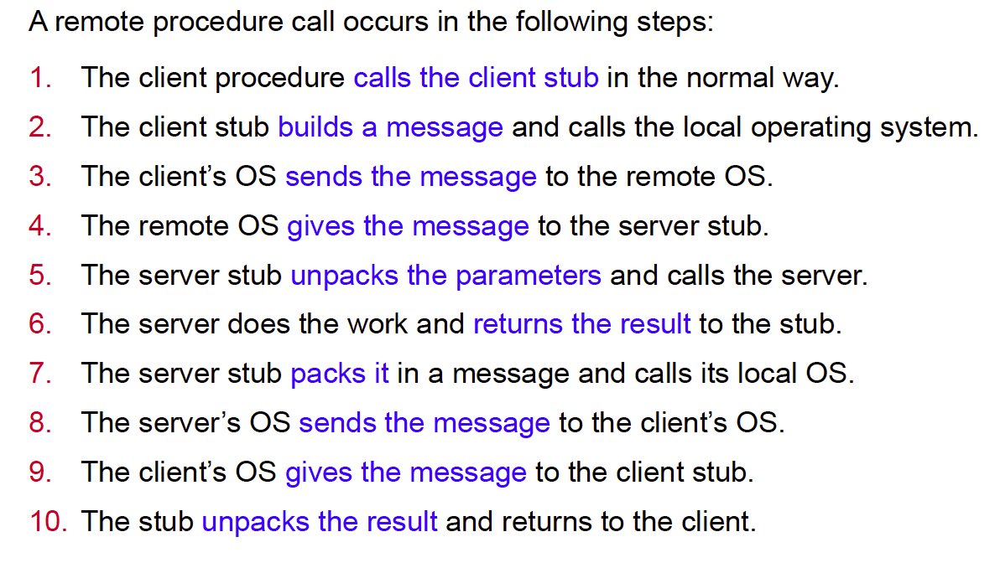 A remote procedure call occurs in the following steps:
1. The client procedure calls the client stub in the normal way.
2. The client stub builds a message and calls the local operating system.
3. The client’s OS sends the message to the remote OS.
4. The remote OS gives the message to the server stub.
5. The server stub unpacks the parameters and calls the server.
6. The server does the work and returns the result to the stub.
7. The server stub packs it in a message and calls its local OS.
8. The server’s OS sends the message to the client’s OS.
9. The client’s OS gives the message to the client stub.
10. The stub unpacks the result and returns to the client.